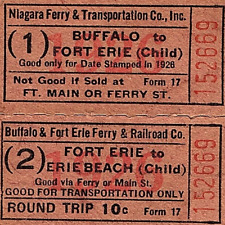 Niagara Ferry & Transportation Co., Inc.
(1) BUFFALO to
FORT ERIE (Child)
Good only for Date Stamped in 1926
Not Good if Sold at Form 17
FT. MAIN OR FERRY ST.
152669
Buffalo & Fort Erie Ferry & Railroad Co.
(2) FORT ERIE to
ERIE BEACH (Child)
Good via Ferry or Main St.
GOOD FOR TRANSPORTATION ONLY
ROUND TRIP 10c Form 17
152669